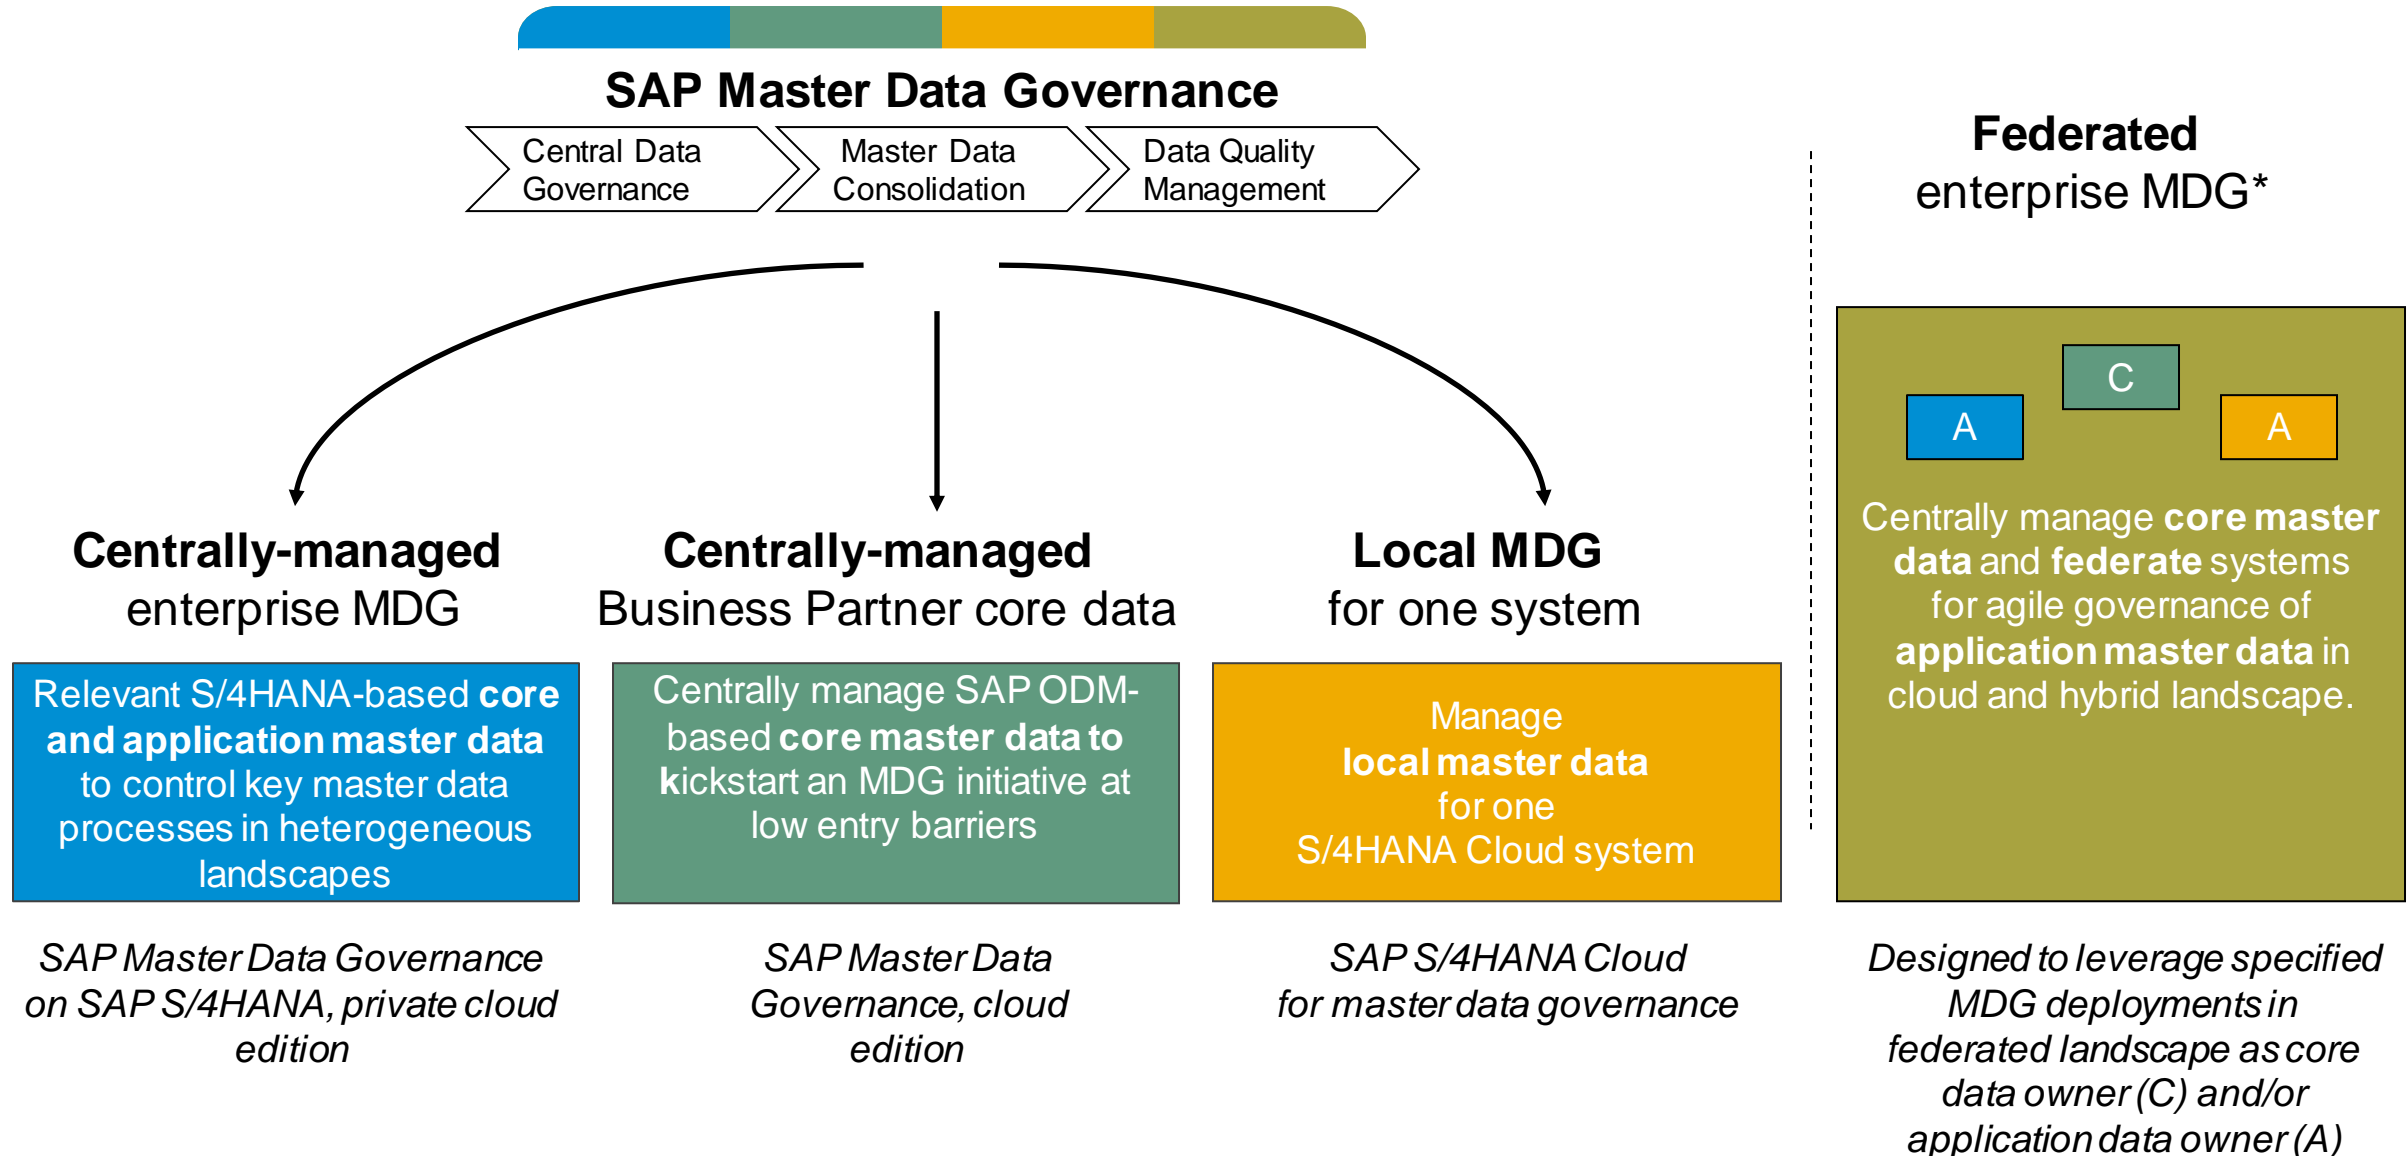 SAP Master Data Governance
Central Data
Governance
Master Data
Consolidation
Data Quality
Management
Centrally-managed
enterprise MDG
Relevant S/4HANA-based core
and application master data
to control key master data
processes in heterogeneous
landscapes
SAP Master Data Governance
on SAP S/4HANA, private cloud
edition
Centrally-managed
Business Partner core data
Centrally manage SAP ODM-
based core master data to
kickstart an MDG initiative at
low entry barriers
SAP Master Data
Governance, cloud
edition
Local MDG
for one system
Manage
local master data
for one
S/4HANA Cloud system
SAP S/4HANA Cloud
for master data governance
Federated
enterprise MDG*
C
A
A
Centrally manage core master
data and federate systems
for agile governance of
application master data in
cloud and hybrid landscape.
Designed to leverage specified
MDG deployments in
federated landscape as core
data owner (C) and/or
application data owner (A)